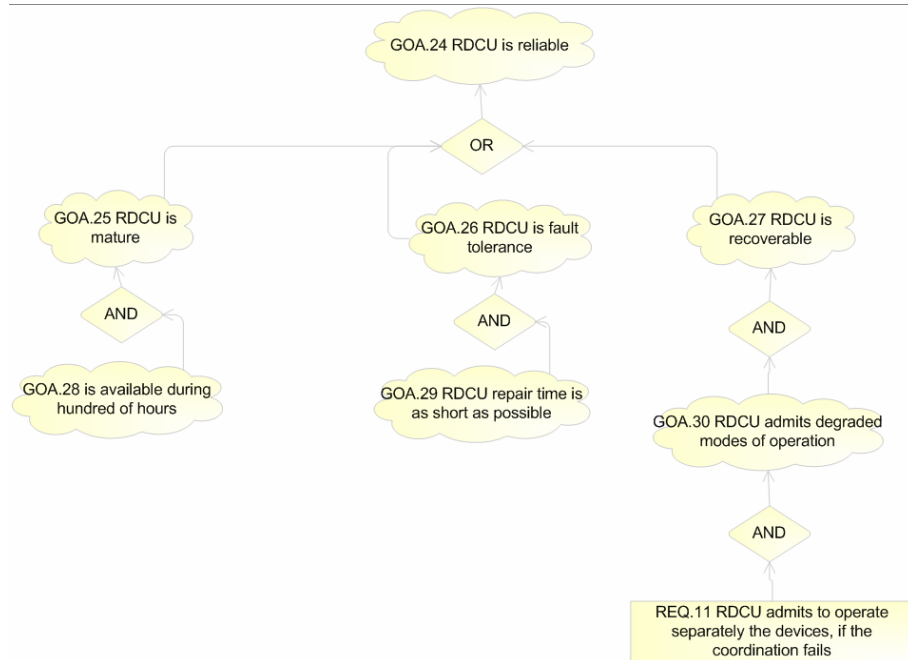 GOA.24 RDCU is reliable
OR
GOA.25 RDCU is
mature
GOA.26 RDCU is fault
tolerance
GOA.27 RDCU is
recoverable
AND
AND
AND
GOA.28 is available during
hundred of hours
GOA.29 RDCU repair time is
as short as possible
GOA.30 RDCU admits degraded
modes of operation
AND
REQ.11 RDCU admits to operate
separately the devices, if the
coordination fails